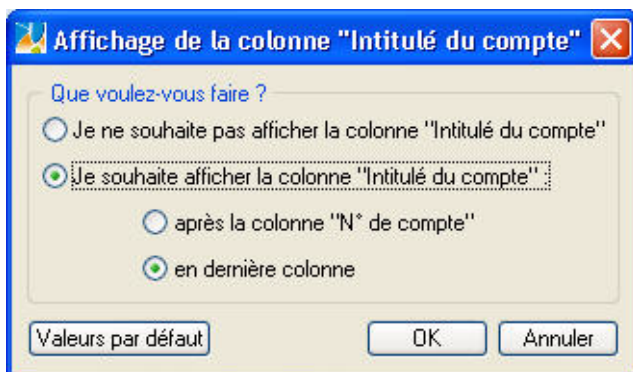 Affichage de la colonne "Intitulé du compte"
Que voulez-vous faire ?
Je ne souhaite pas afficher la colonne "Intitulé du compte"
Je souhaite afficher la colonne "Intitulé du compte" :
après la colonne "N° de compte"
en dernière colonne
Valeurs par défaut OK Annuler